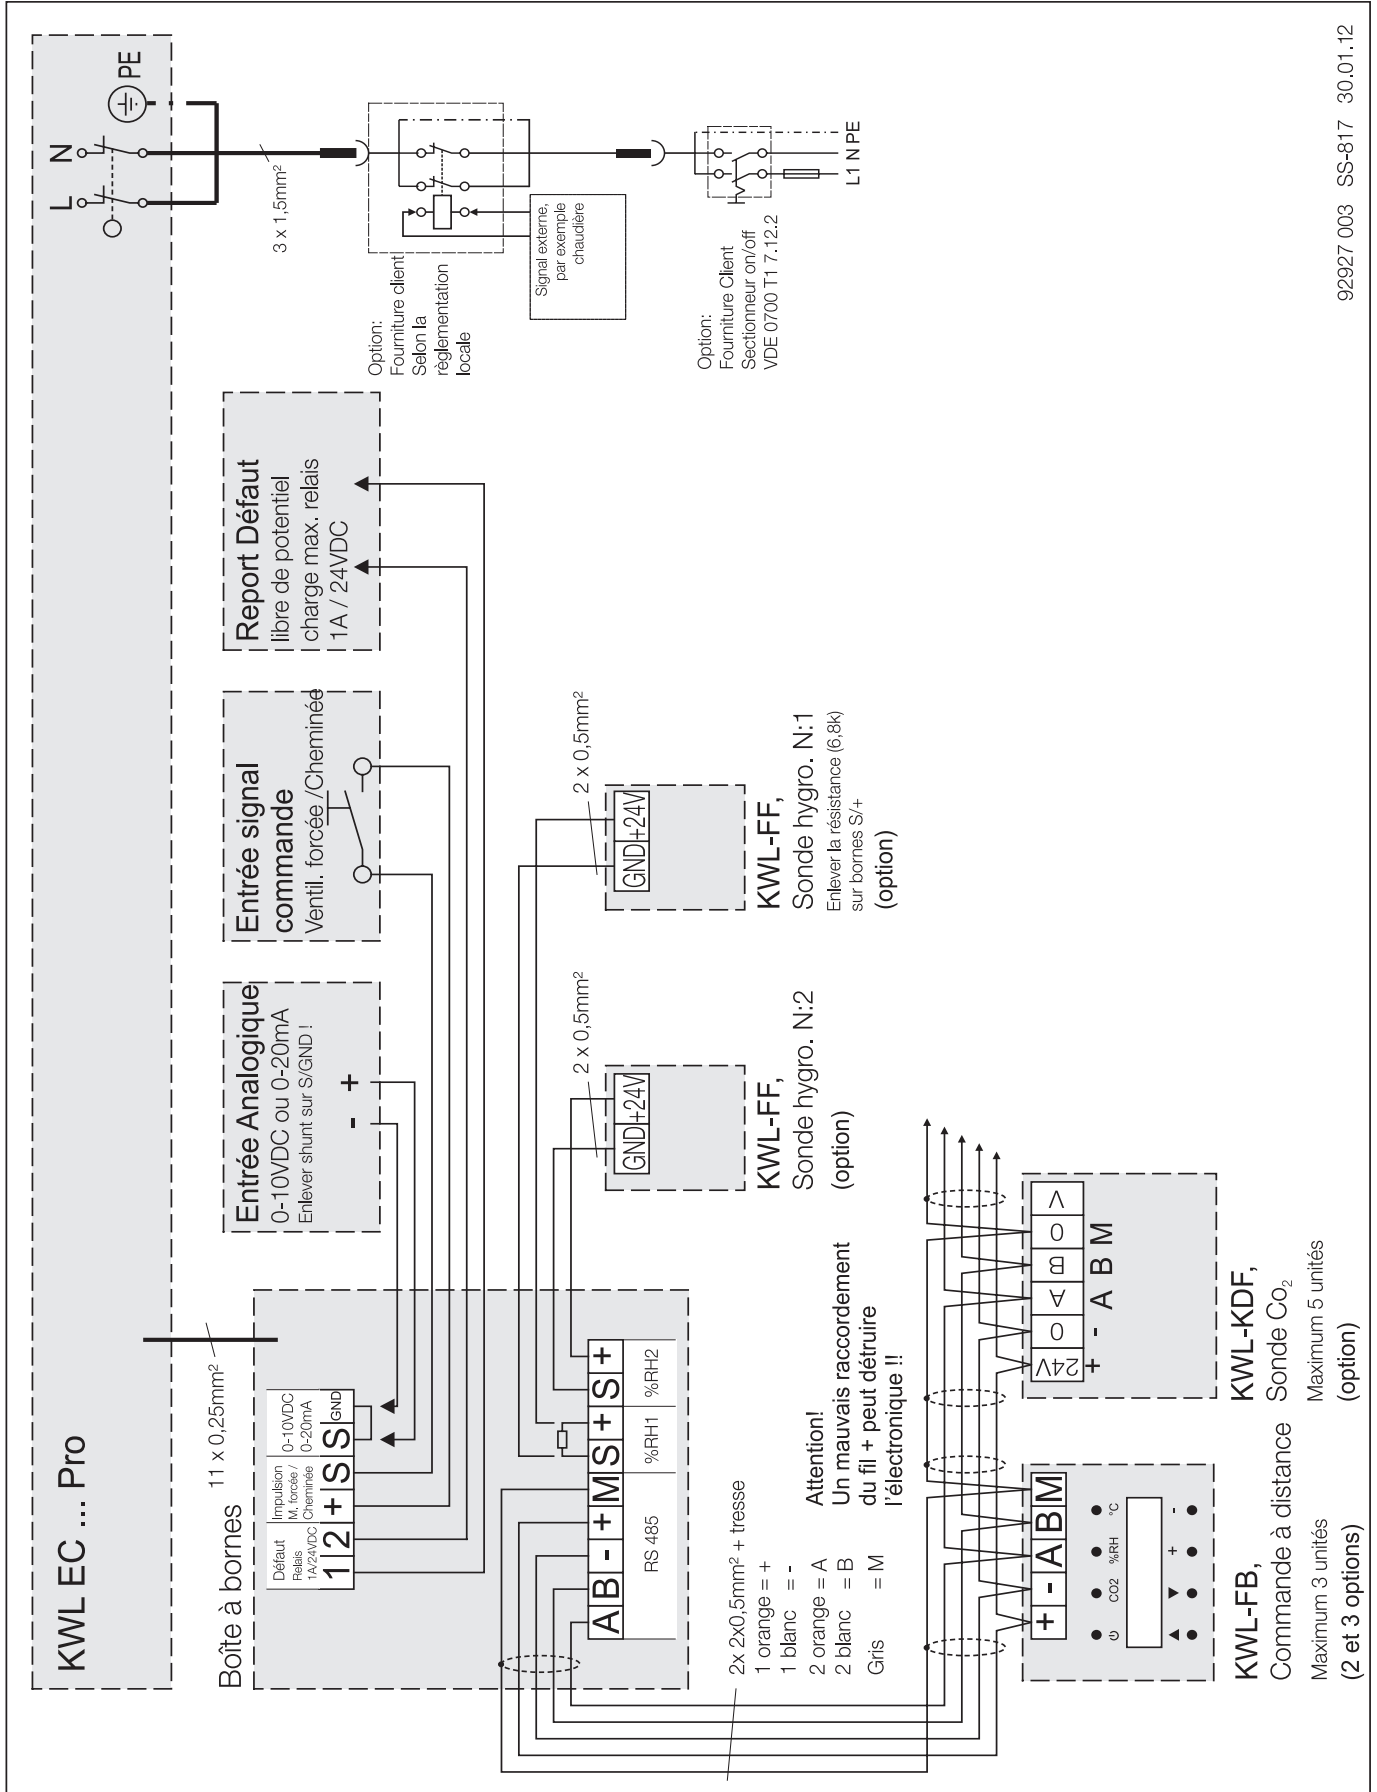 KWL EC ... Pro
L
N
PE
3 x 1,5mm²
Option:
Fourniture client
Selon la
règlementation
locale
Signal externe,
par exemple
chaudière
Option:
Fourniture Client
Sectionneur on/off
VDE 0700 T1 7.12.2
L1 N PE
Boîte à bornes
11 x 0,25mm²
Défaut
Relais
1A/24VDC
Impulsion
M. forcée /
Cheminée
0-10VDC
0-20mA
1 2 + S S GND
Entrée Analogique
0-10VDC ou 0-20mA
Enlever shunt sur S/GND !
- +
Entrée signal
commande
Ventil. forcée /Cheminée
Report Défaut
libre de potentiel
charge max. relais
1A / 24VDC
A B - + M S + S +
RS 485
%RH1
%RH2
2 x 0,5mm²
GND +24V
KWL-FF,
Sonde hygro. N:2
(option)
2 x 0,5mm²
GND +24V
KWL-FF,
Sonde hygro. N:1
Enlever la résistance (6,8k)
sur bornes S/+
(option)
2x 2x0,5mm² + tresse
1 orange = +
1 blanc = -
2 orange = A
2 blanc = B
Gris = M
Attention!
Un mauvais raccordement
du fil + peut détruire
l'électronique !!
+ - A B M
CO2 %RH °C
+ -
KWL-FB,
Commande à distance
Maximum 3 unités
(2 et 3 options)
24V 0 A B 0 V
+ - A B M
KWL-KDF,
Sonde Co₂
Maximum 5 unités
(option)
92927 003 SS-817 30.01.12